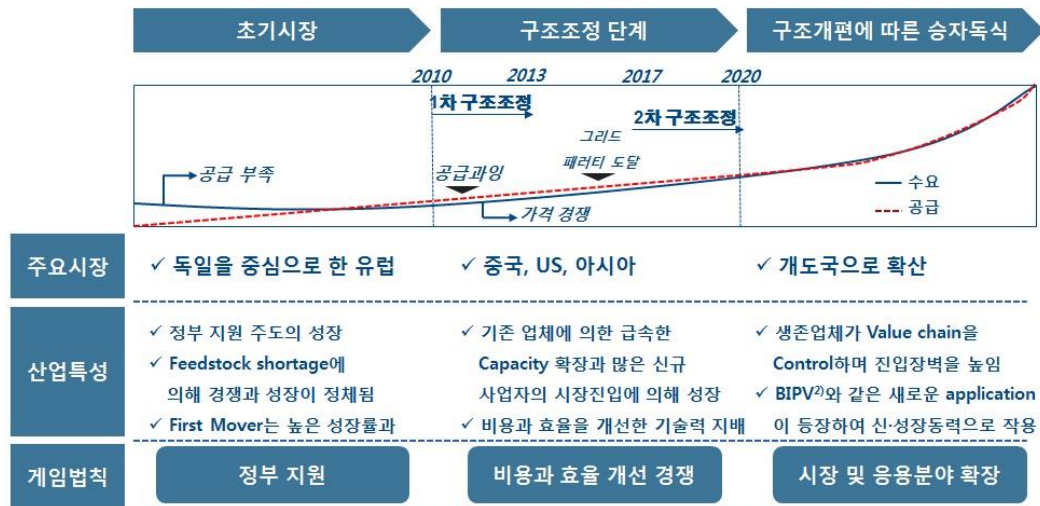 초기시장
구조조정 단계
구조개편에 따른 승자독식
2010
2013
2017
2020
1차 구조조정
2차 구조조정
그리드
패러티 도달
공급 부족
공급과잉
가격 경쟁
수요
공급
주요시장
✓ 독일을 중심으로 한 유럽
✓ 중국, US, 아시아
✓ 개도국으로 확산
산업특성
✓ 정부 지원 주도의 성장
✓ Feedstock shortage에
의해 경쟁과 성장이 정체됨
✓ First Mover는 높은 성장률과
✓ 기존 업체에 의한 급속한
Capacity 확장과 많은 신규
사업자의 시장진입에 의해 성장
✓ 비용과 효율을 개선한 기술력 지배
✓ 생존업체가 Value chain을
Control하며 진입장벽을 높임
✓ BIPV2)와 같은 새로운 application
이 등장하여 신·성장동력으로 작용
게임법칙
정부 지원
비용과 효율 개선 경쟁
시장 및 응용분야 확장